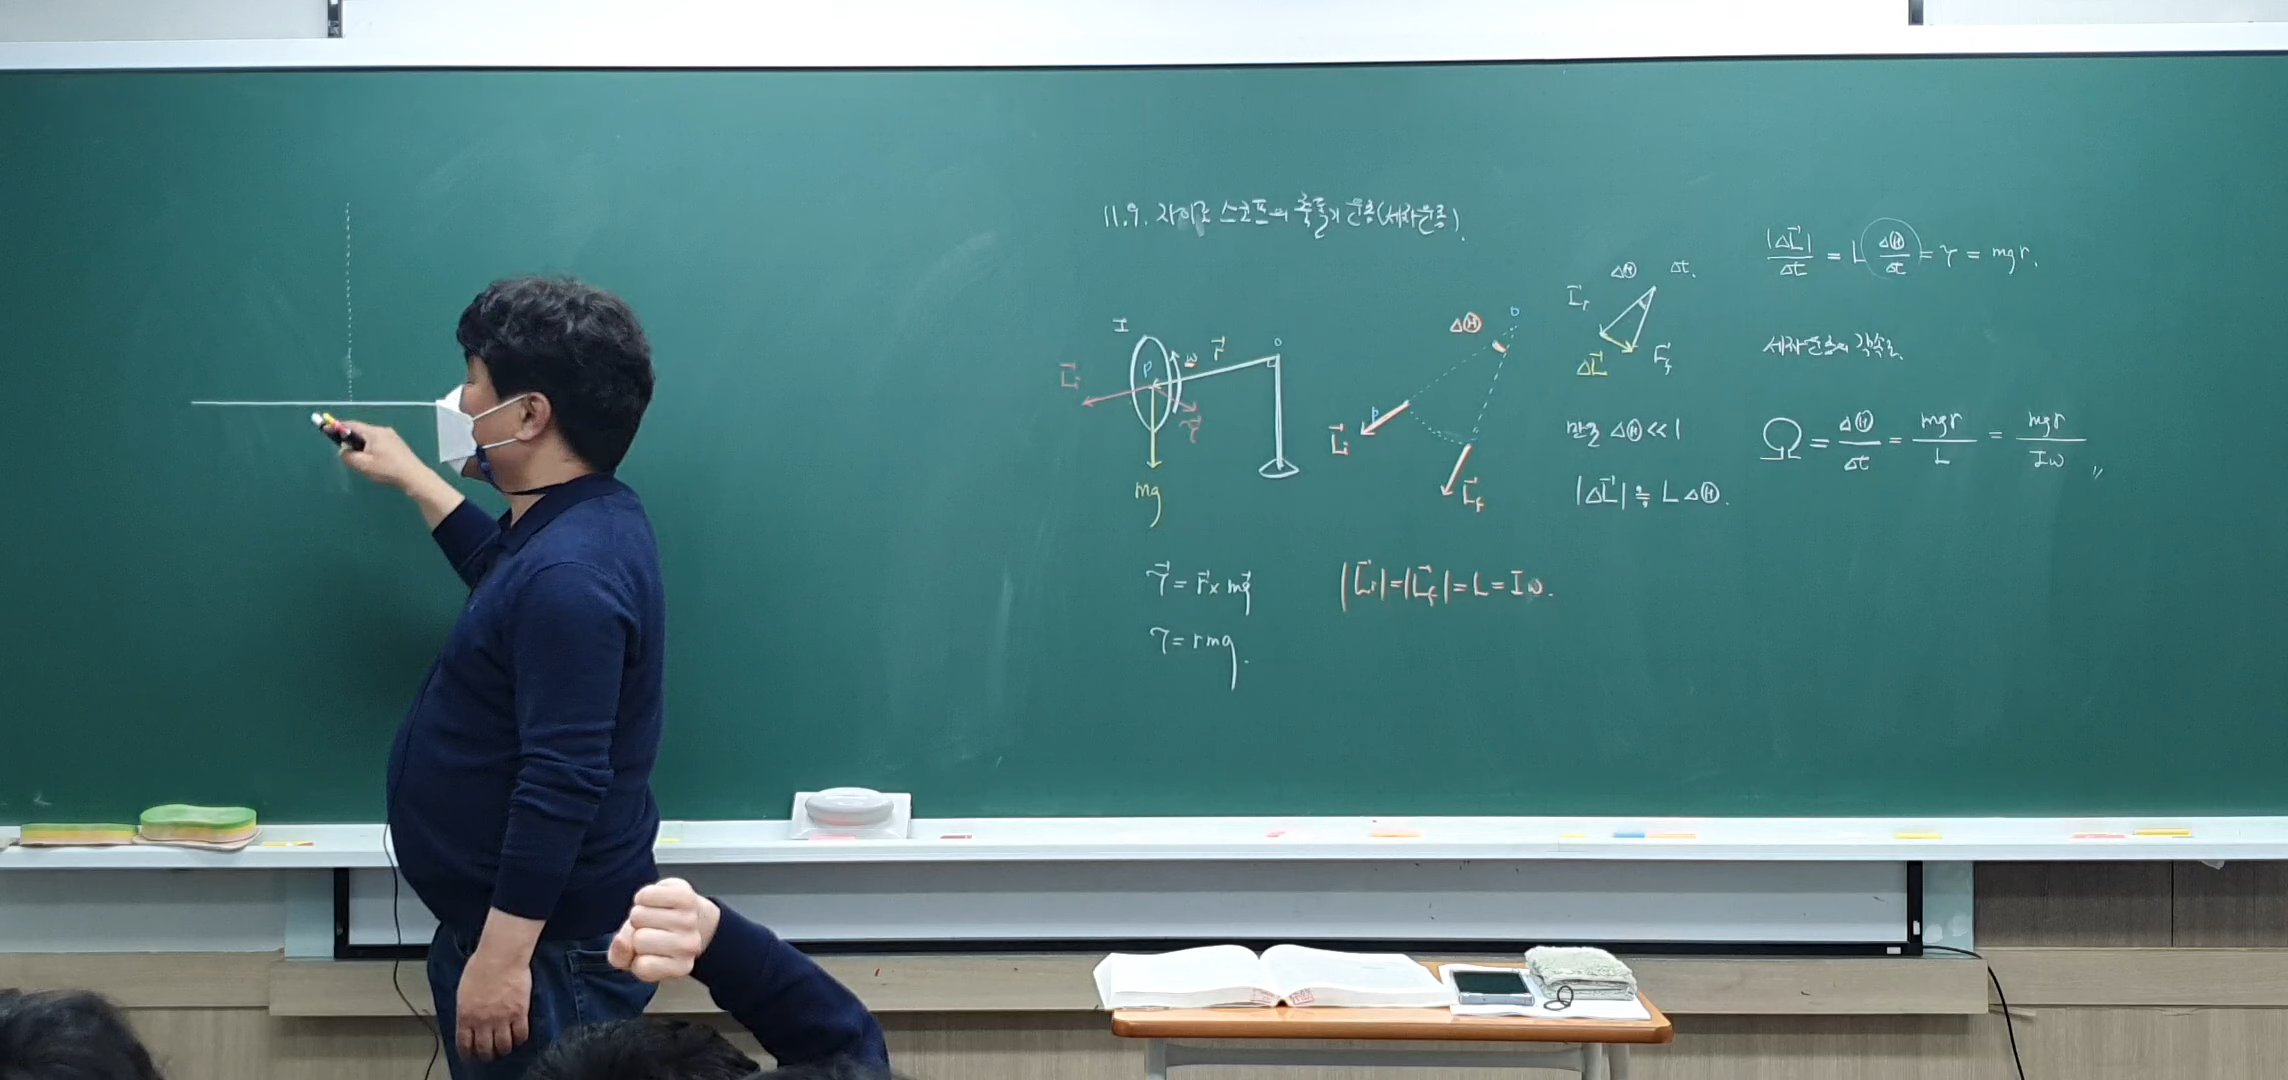 11.9. 자이로 스코프의 축돌기 운동(세차운동).
I
P
ω
r⃗
O
L⃗i
τ⃗
mg
τ⃗ = r⃗ × mg⃗
τ = rmg.
ΔΘ
O
P
L⃗i
L⃗f
|L⃗i| = |L⃗f| = L = Iω.
ΔΘ Δt.
L⃗i
ΔL⃗
L⃗f
만일 ΔΘ << 1
|ΔL⃗| ≒ LΔΘ.
|ΔL⃗|/Δt = L ΔΘ/Δt = τ = mgr.
세차운동의 각속도.
Ω = ΔΘ/Δt = mgr/L = mgr/Iω 〃